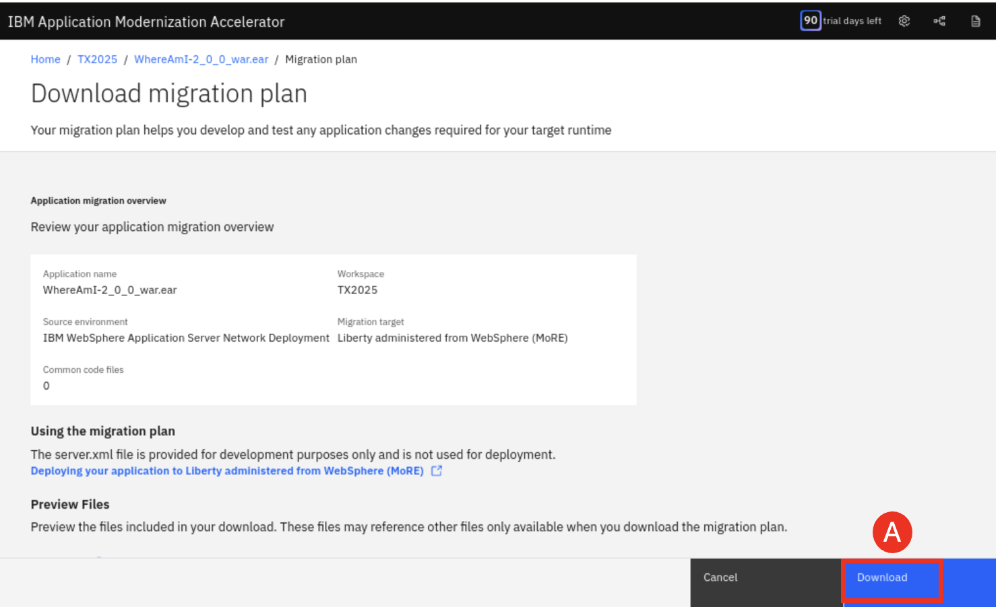 IBM Application Modernization Accelerator
90 trial days left
Home / TX2025 / WhereAmI-2_0_0_war.ear / Migration plan
Download migration plan
Your migration plan helps you develop and test any application changes required for your target runtime
Application migration overview
Review your application migration overview
Application name
WhereAmI-2_0_0_war.ear
Workspace
TX2025
Source environment
IBM WebSphere Application Server Network Deployment
Migration target
Liberty administered from WebSphere (MoRE)
Common code files
0
Using the migration plan
The server.xml file is provided for development purposes only and is not used for deployment.
Deploying your application to Liberty administered from WebSphere (MoRE)
Preview Files
Preview the files included in your download. These files may reference other files only available when you download the migration plan.
A
Cancel
Download